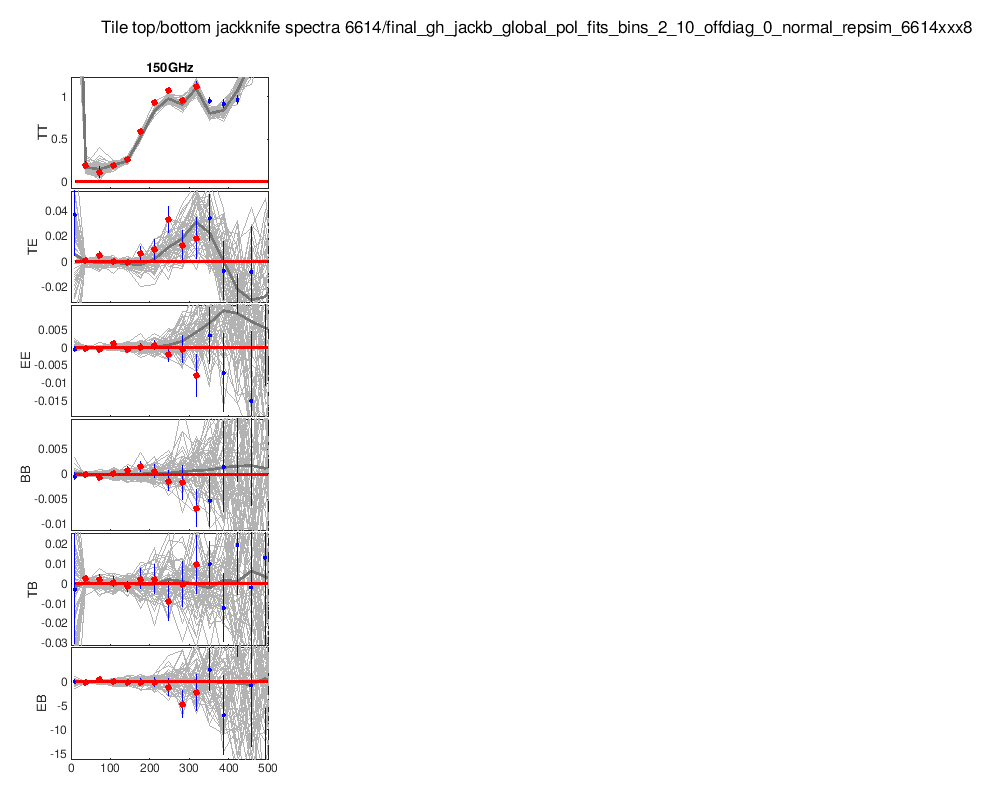 Tile top/bottom jackknife spectra 6614/final_gh_jackb_global_pol_fits_bins_2_10_offdiag_0_normal_repsim_6614xxx8
150GHz
TT
1
0.5
0
TE
0.04
0.02
0
-0.02
EE
0.005
0
-0.005
-0.01
-0.015
BB
0.005
0
-0.005
-0.01
TB
0.02
0.01
0
-0.01
-0.02
-0.03
EB
0
-5
-10
-15
0 100 200 300 400 500